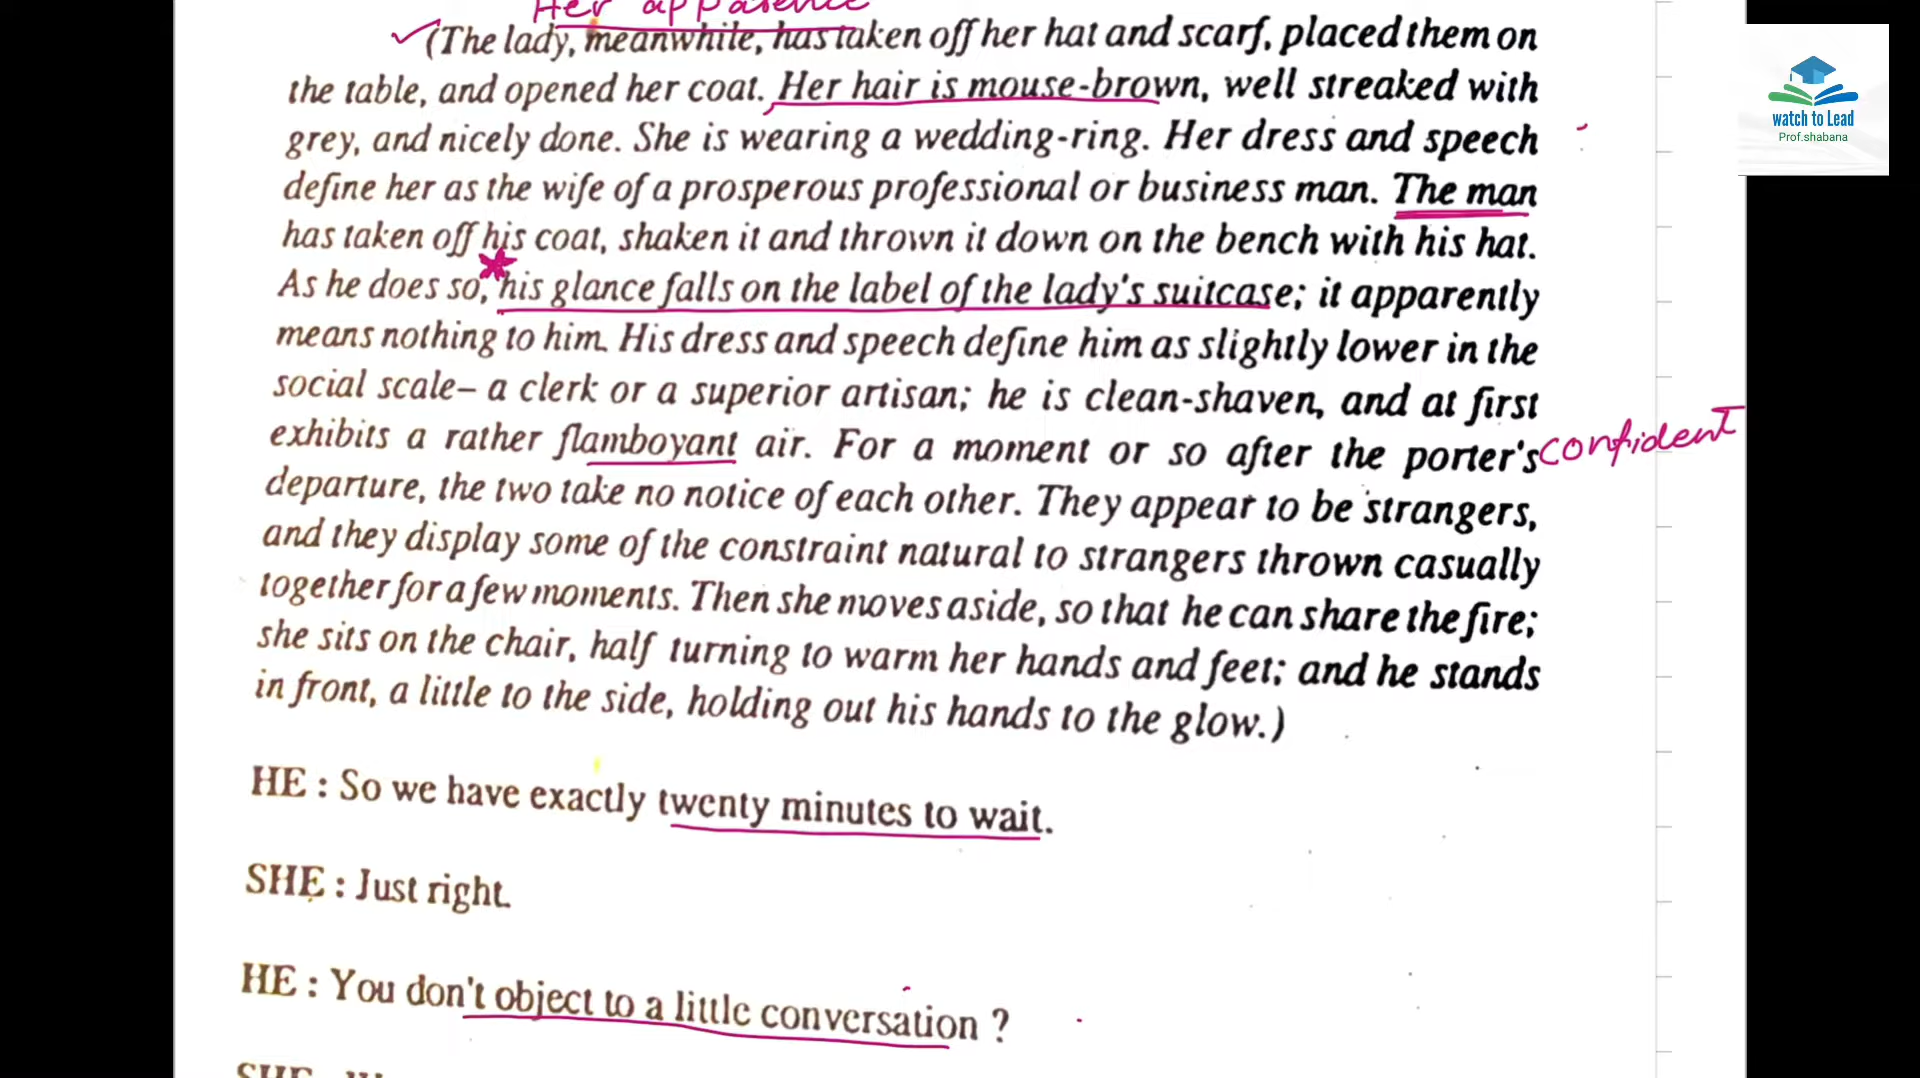 Her apparence
(The lady, meanwhile, has taken off her hat and scarf, placed them on
the table, and opened her coat. Her hair is mouse-brown, well streaked with
grey, and nicely done. She is wearing a wedding-ring. Her dress and speech
define her as the wife of a prosperous professional or business man. The man
has taken off his coat, shaken it and thrown it down on the bench with his hat.
As he does so, his glance falls on the label of the lady's suitcase; it apparently
means nothing to him. His dress and speech define him as slightly lower in the
social scale– a clerk or a superior artisan; he is clean-shaven, and at first
exhibits a rather flamboyant air. For a moment or so after the porter's
confident
departure, the two take no notice of each other. They appear to be strangers,
and they display some of the constraint natural to strangers thrown casually
together for a few moments. Then she moves aside, so that he can share the fire;
she sits on the chair, half turning to warm her hands and feet; and he stands
in front, a little to the side, holding out his hands to the glow.)
HE : So we have exactly twenty minutes to wait.
SHE : Just right.
HE : You don't object to a little conversation ?
watch to Lead
Prof.shabana